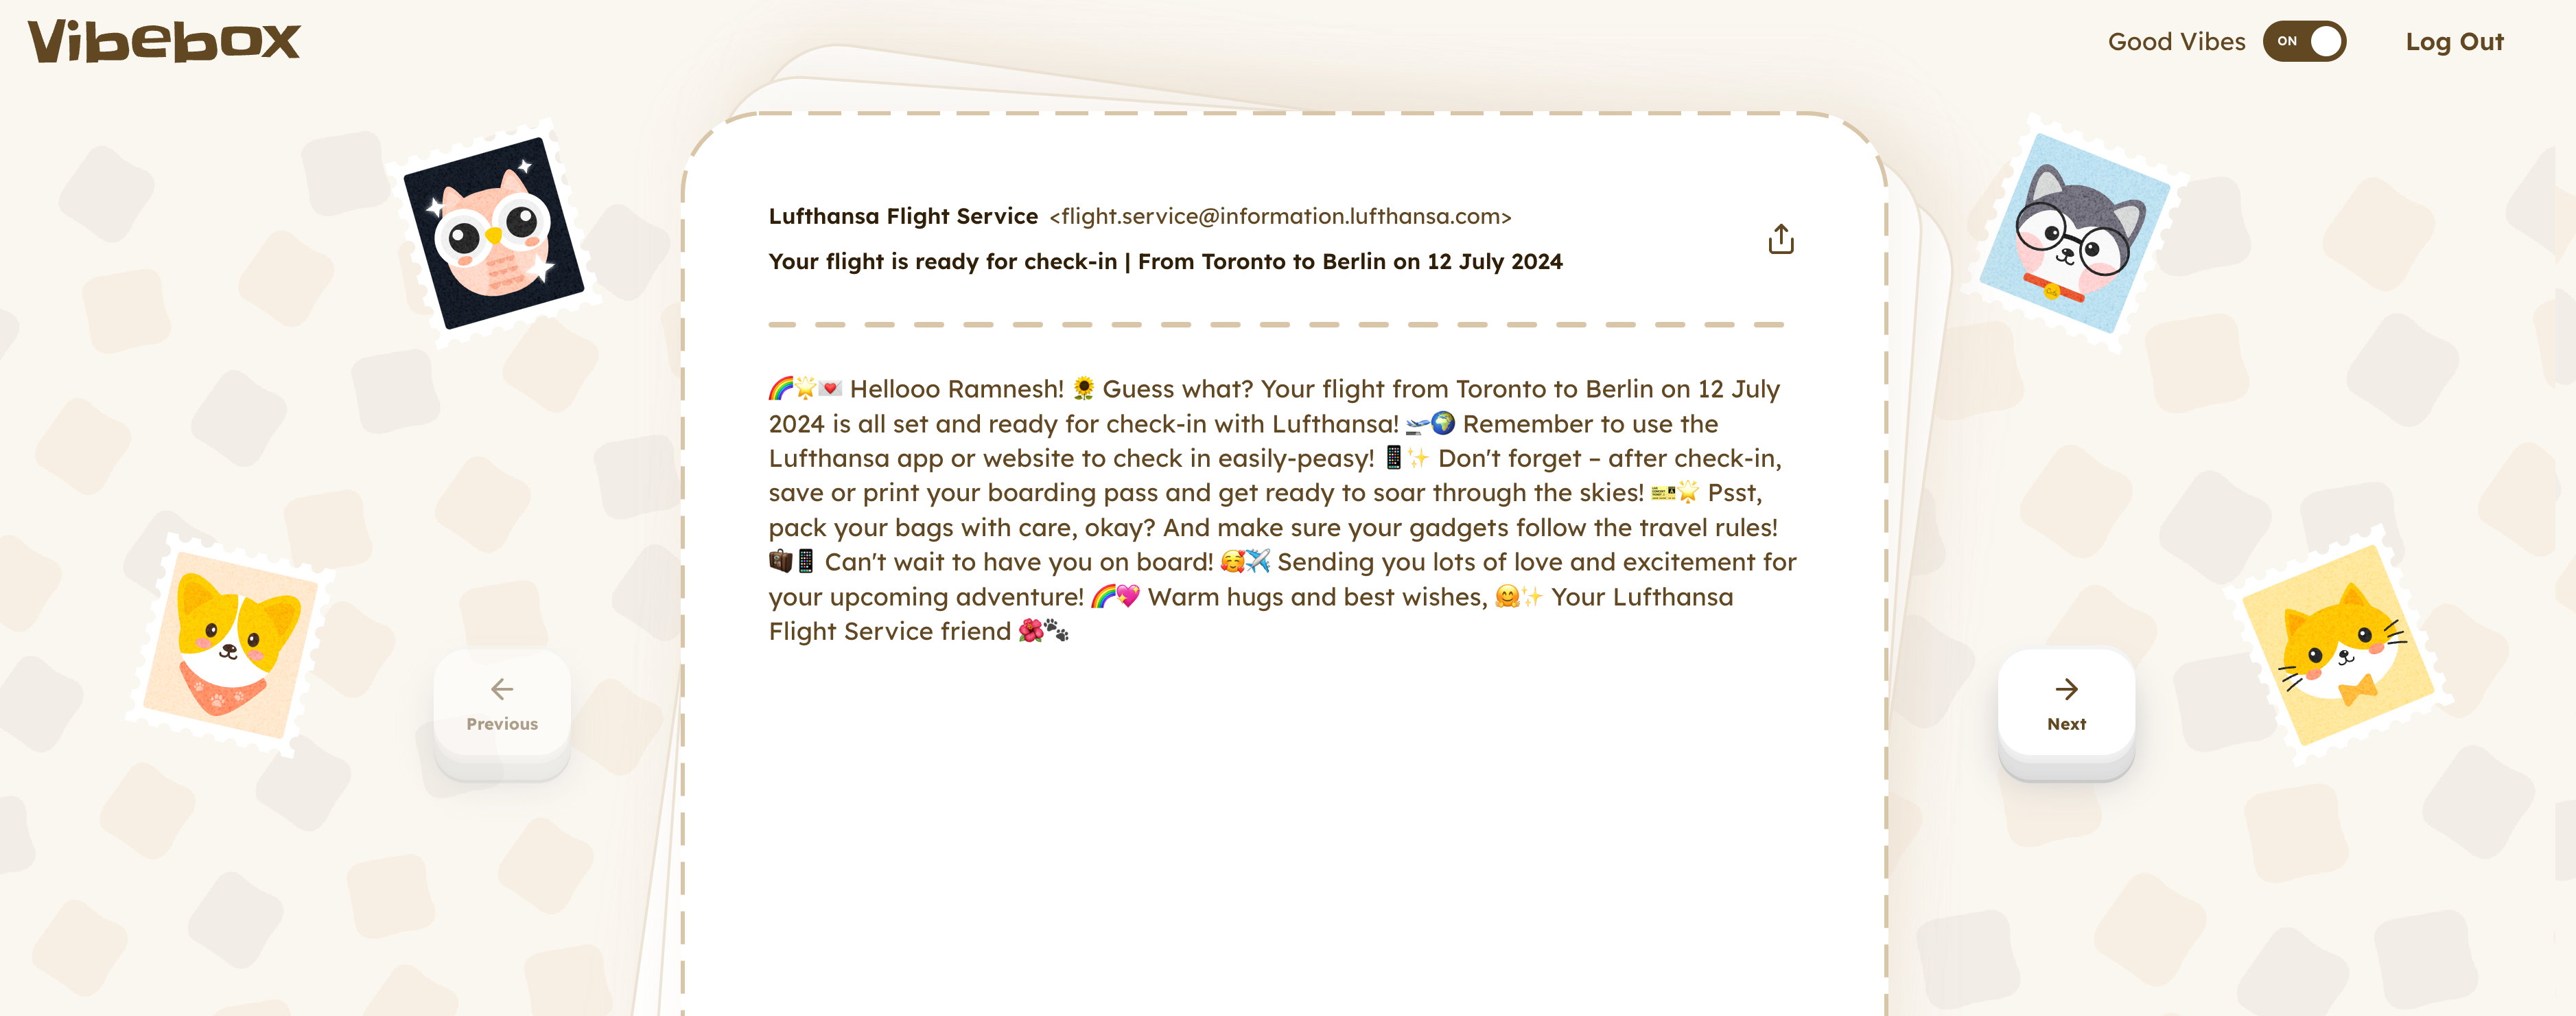 Vibebox
Good Vibes ON Log Out
Lufthansa Flight Service <flight.service@information.lufthansa.com>
Your flight is ready for check-in | From Toronto to Berlin on 12 July 2024
🌈🌟💌 Hellooo Ramnesh! 🌻 Guess what? Your flight from Toronto to Berlin on 12 July
2024 is all set and ready for check-in with Lufthansa! 🛫🌍 Remember to use the
Lufthansa app or website to check in easily-peasy! 📱✨ Don't forget – after check-in,
save or print your boarding pass and get ready to soar through the skies! 🎫🌟 Psst,
pack your bags with care, okay? And make sure your gadgets follow the travel rules!
🧳📱 Can't wait to have you on board! 🥰✈️ Sending you lots of love and excitement for
your upcoming adventure! 🌈💖 Warm hugs and best wishes, 🤗✨ Your Lufthansa
Flight Service friend 🌺🐾
Previous
Next